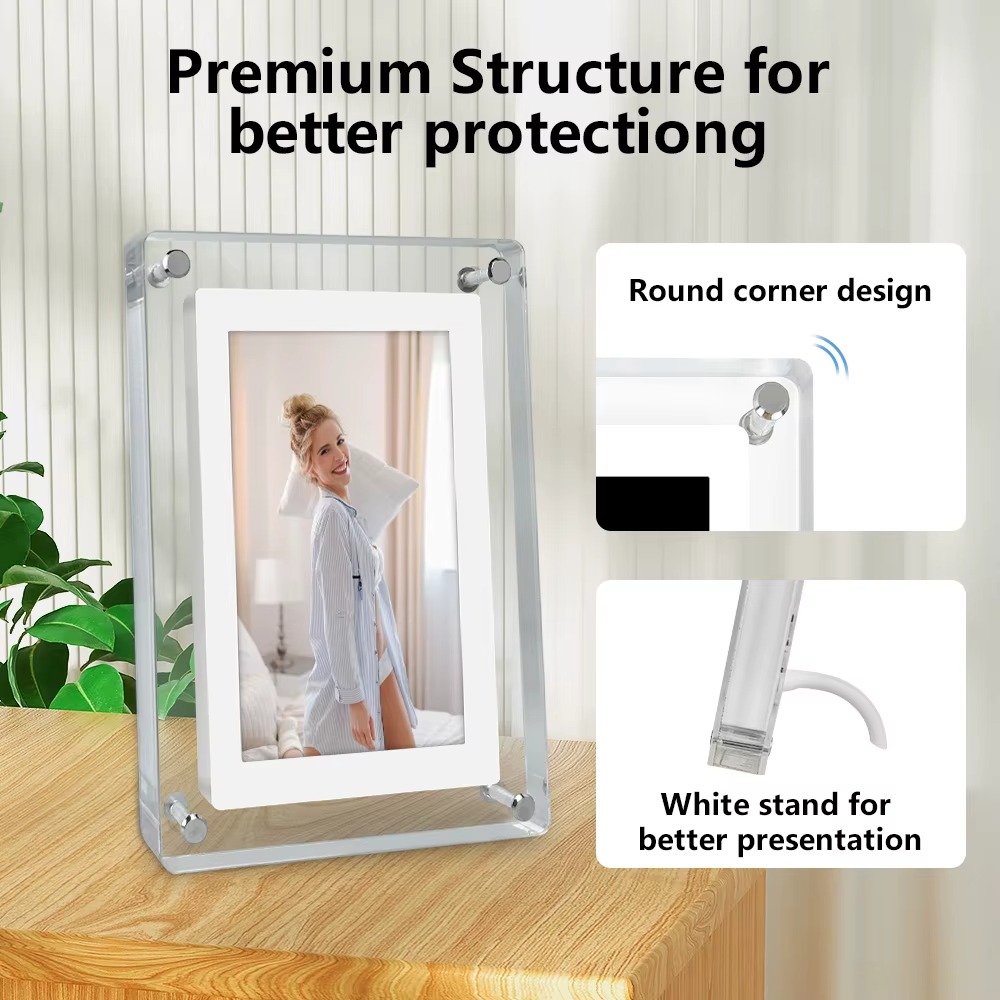 Premium Structure for
better protectiong
Round corner design
White stand for
better presentation